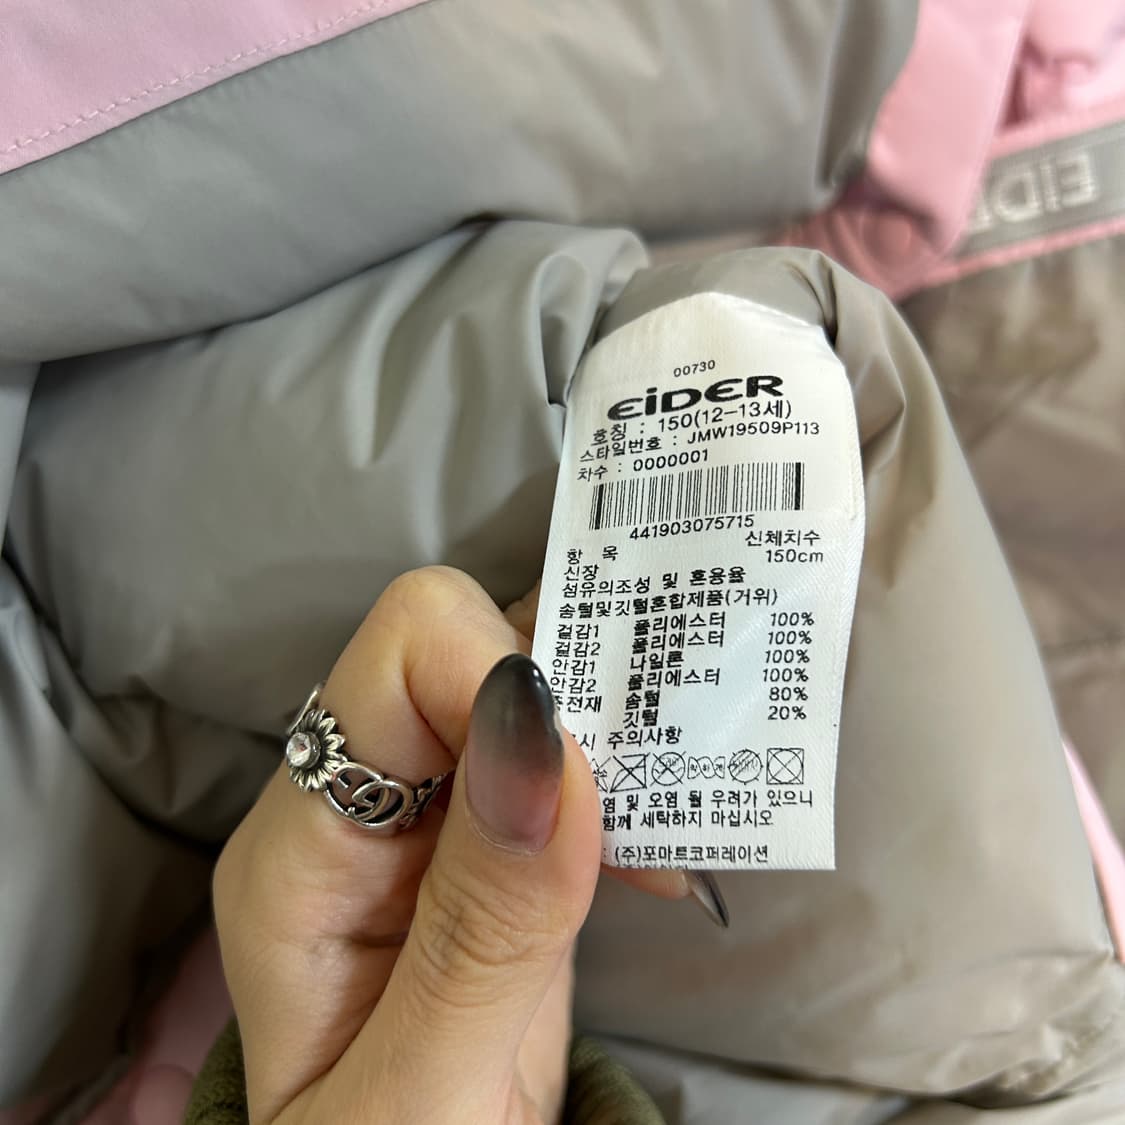 EiDER
00730
EiDER
호칭 : 150(12-13세)
스타일번호 : JMW19509P113
차수 : 0000001
441903075715
항 목 신체치수
신장 150cm
섬유의조성 및 혼용율
솜털및깃털혼합제품(거위)
겉감1 폴리에스터 100%
겉감2 폴리에스터 100%
안감1 나일론 100%
안감2 폴리에스터 100%
충전재 솜털 80%
깃털 20%
시 주의사항
염 및 오염 될 우려가 있으니
함께 세탁하지 마십시오
: (주)포마트코퍼레이션